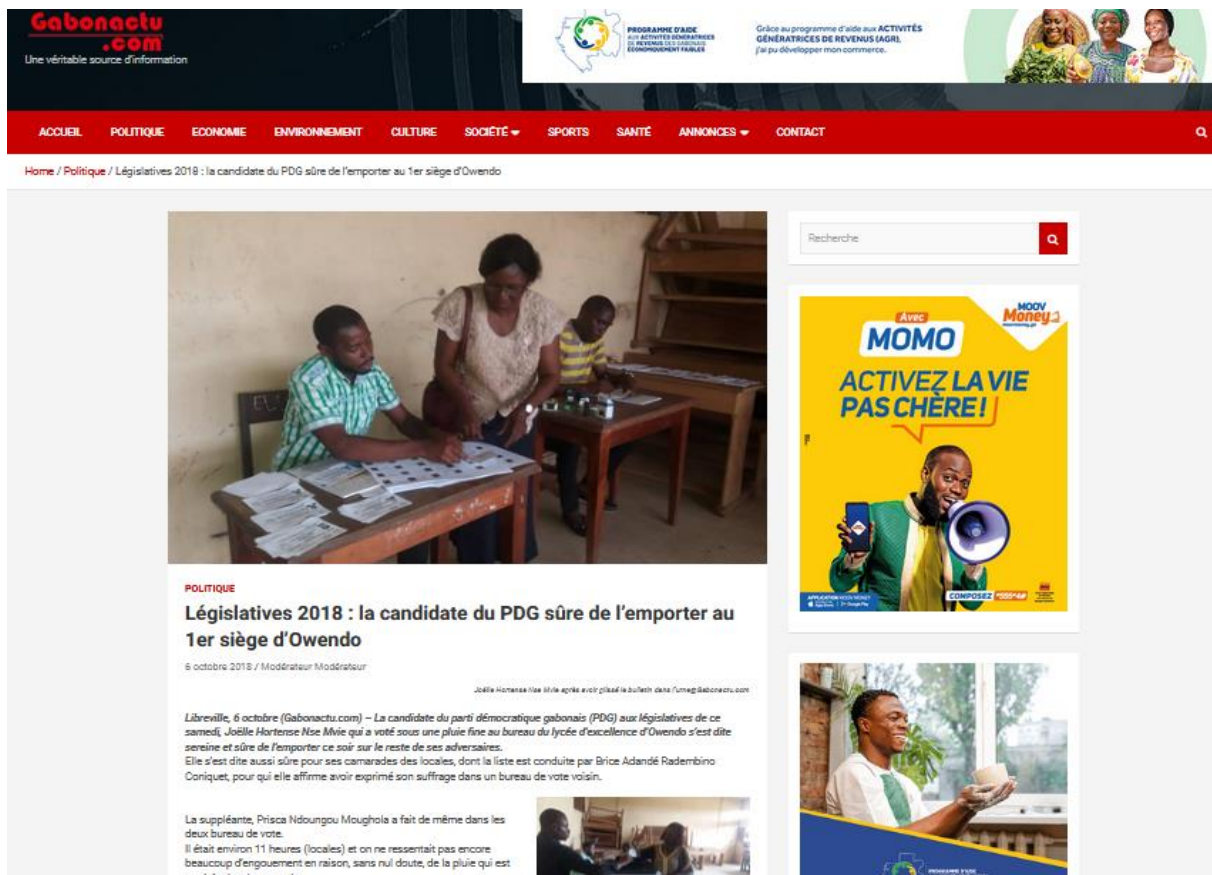 Gabonactu
.com
Une véritable source d'information
PROGRAMME D'AIDE
AUX ACTIVITÉS GÉNÉRATRICES
DE REVENUS DES GABONAIS
ÉCONOMIQUEMENT FAIBLES
Grâce au programme d'aide aux ACTIVITÉS
GÉNÉRATRICES DE REVENUS (AGR),
j'ai pu développer mon commerce.
ACCUEIL POLITIQUE ECONOMIE ENVIRONNEMENT CULTURE SOCIÉTÉ SPORTS SANTÉ ANNONCES CONTACT
Home / Politique / Législatives 2018 : la candidate du PDG sûre de l'emporter au 1er siège d'Owendo
Recherche
Avec
MOMO
MOOV
Money
ACTIVEZ LA VIE
PAS CHÈRE !
APPLICATION MOOV MONEY
App Store Google Play
COMPOSEZ *555*4#
POLITIQUE
Législatives 2018 : la candidate du PDG sûre de l'emporter au
1er siège d'Owendo
6 octobre 2018 / Modérateur Modérateur
Joëlle Hortense Nse Mvie après avoir glissé le bulletin dans l'urne@Gabonactu.com
Libreville, 6 octobre (Gabonactu.com) – La candidate du parti démocratique gabonais (PDG) aux législatives de ce
samedi, Joëlle Hortense Nse Mvie qui a voté sous une pluie fine au bureau du lycée d'excellence d'Owendo s'est dite
sereine et sûre de l'emporter ce soir sur le reste de ses adversaires.
Elle s'est dite aussi sûre pour ses camarades des locales, dont la liste est conduite par Brice Adandé Radembino
Coniquet, pour qui elle affirme avoir exprimé son suffrage dans un bureau de vote voisin.
La suppléante, Prisca Ndoungou Moughola a fait de même dans les
deux bureau de vote.
Il était environ 11 heures (locales) et on ne ressentait pas encore
beaucoup d'engouement en raison, sans nul doute, de la pluie qui est
PROGRAMME D'AIDE